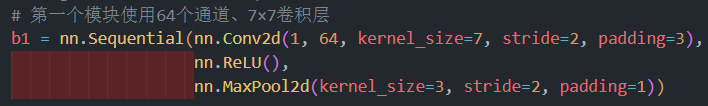 # 第一个模块使用64个通道、7×7卷积层
b1 = nn.Sequential(nn.Conv2d(1, 64, kernel_size=7, stride=2, padding=3),
nn.ReLU(),
nn.MaxPool2d(kernel_size=3, stride=2, padding=1))